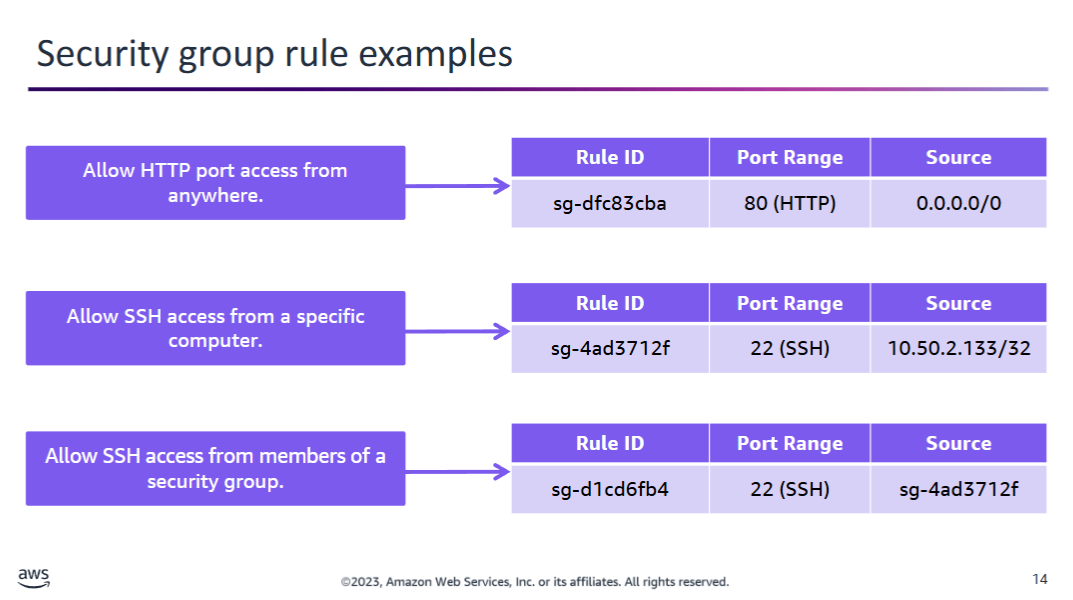 Security group rule examples
Allow HTTP port access from
anywhere.
Rule ID Port Range Source
sg-dfc83cba 80 (HTTP) 0.0.0.0/0
Allow SSH access from a specific
computer.
Rule ID Port Range Source
sg-4ad3712f 22 (SSH) 10.50.2.133/32
Allow SSH access from members of a
security group.
Rule ID Port Range Source
sg-d1cd6fb4 22 (SSH) sg-4ad3712f
aws
©2023, Amazon Web Services, Inc. or its affiliates. All rights reserved.
14